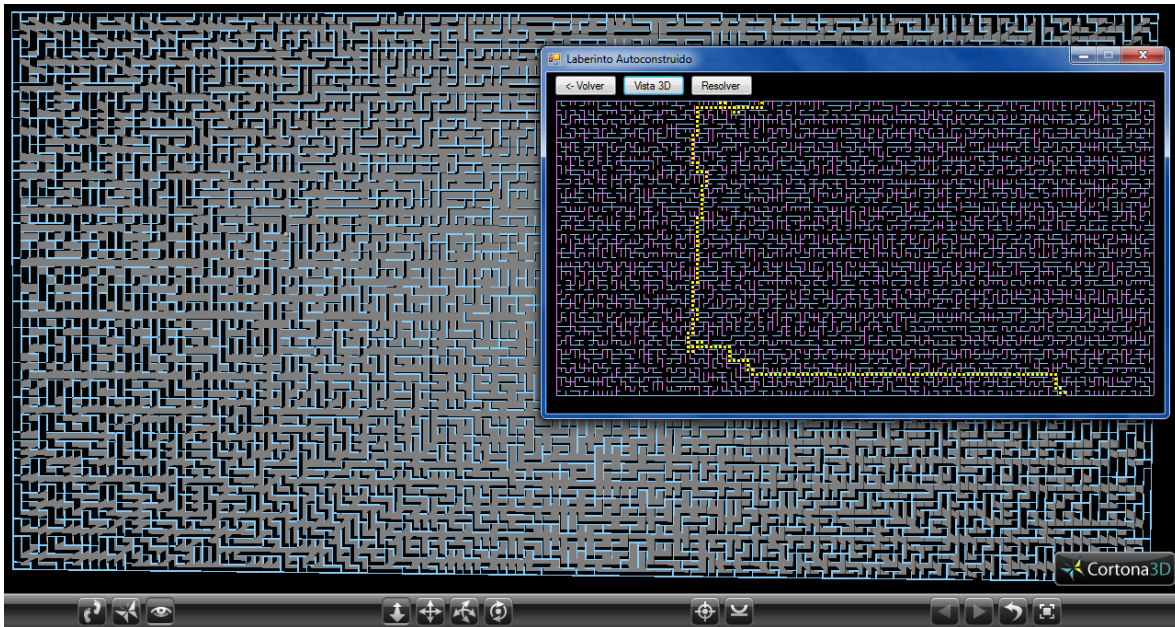 Laberinto Autoconstruido
<- Volver
Vista 3D
Resolver
Cortona3D